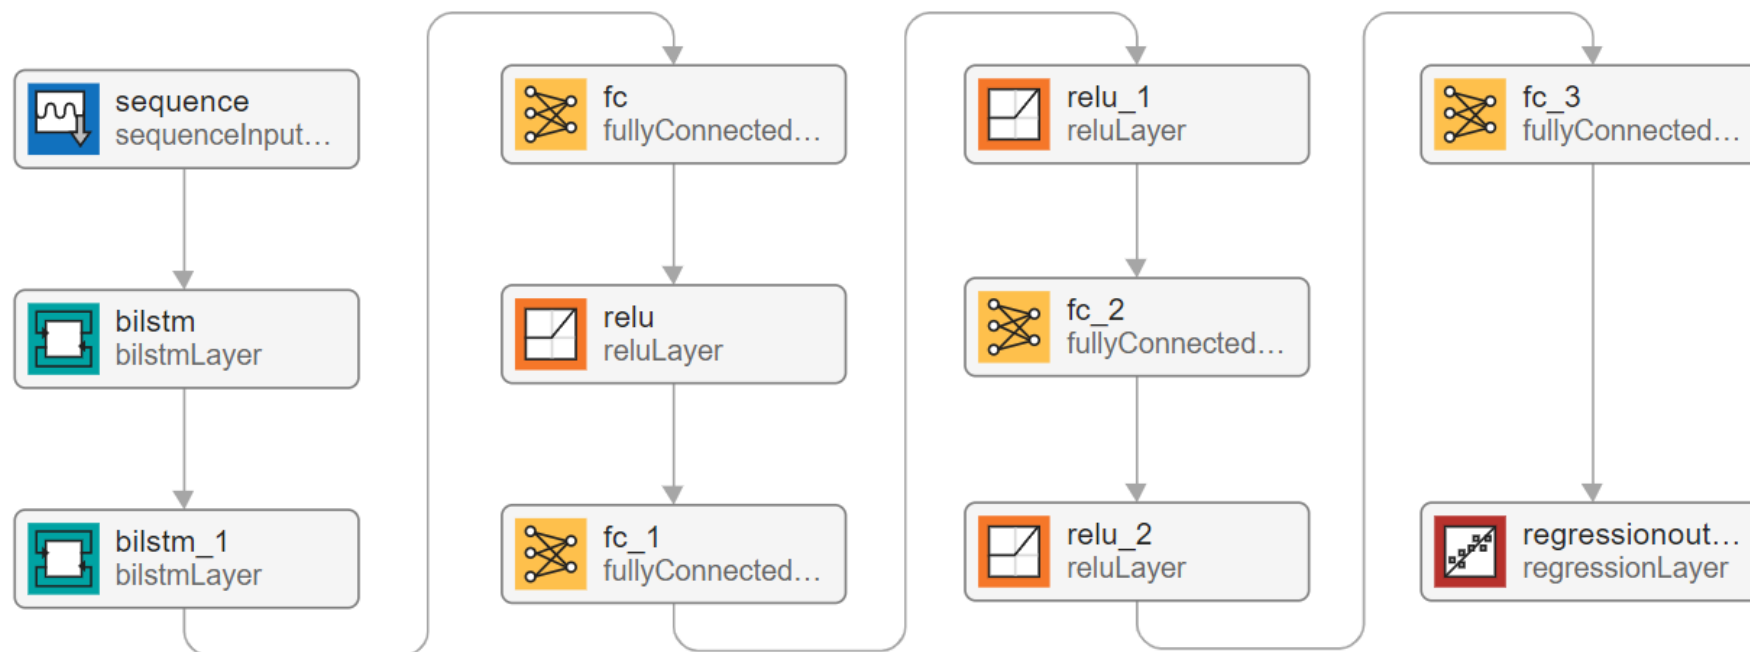 sequence
sequenceInput...
bilstm
bilstmLayer
bilstm_1
bilstmLayer
fc
fullyConnected...
relu
reluLayer
fc_1
fullyConnected...
relu_1
reluLayer
fc_2
fullyConnected...
relu_2
reluLayer
fc_3
fullyConnected...
regressionout...
regressionLayer